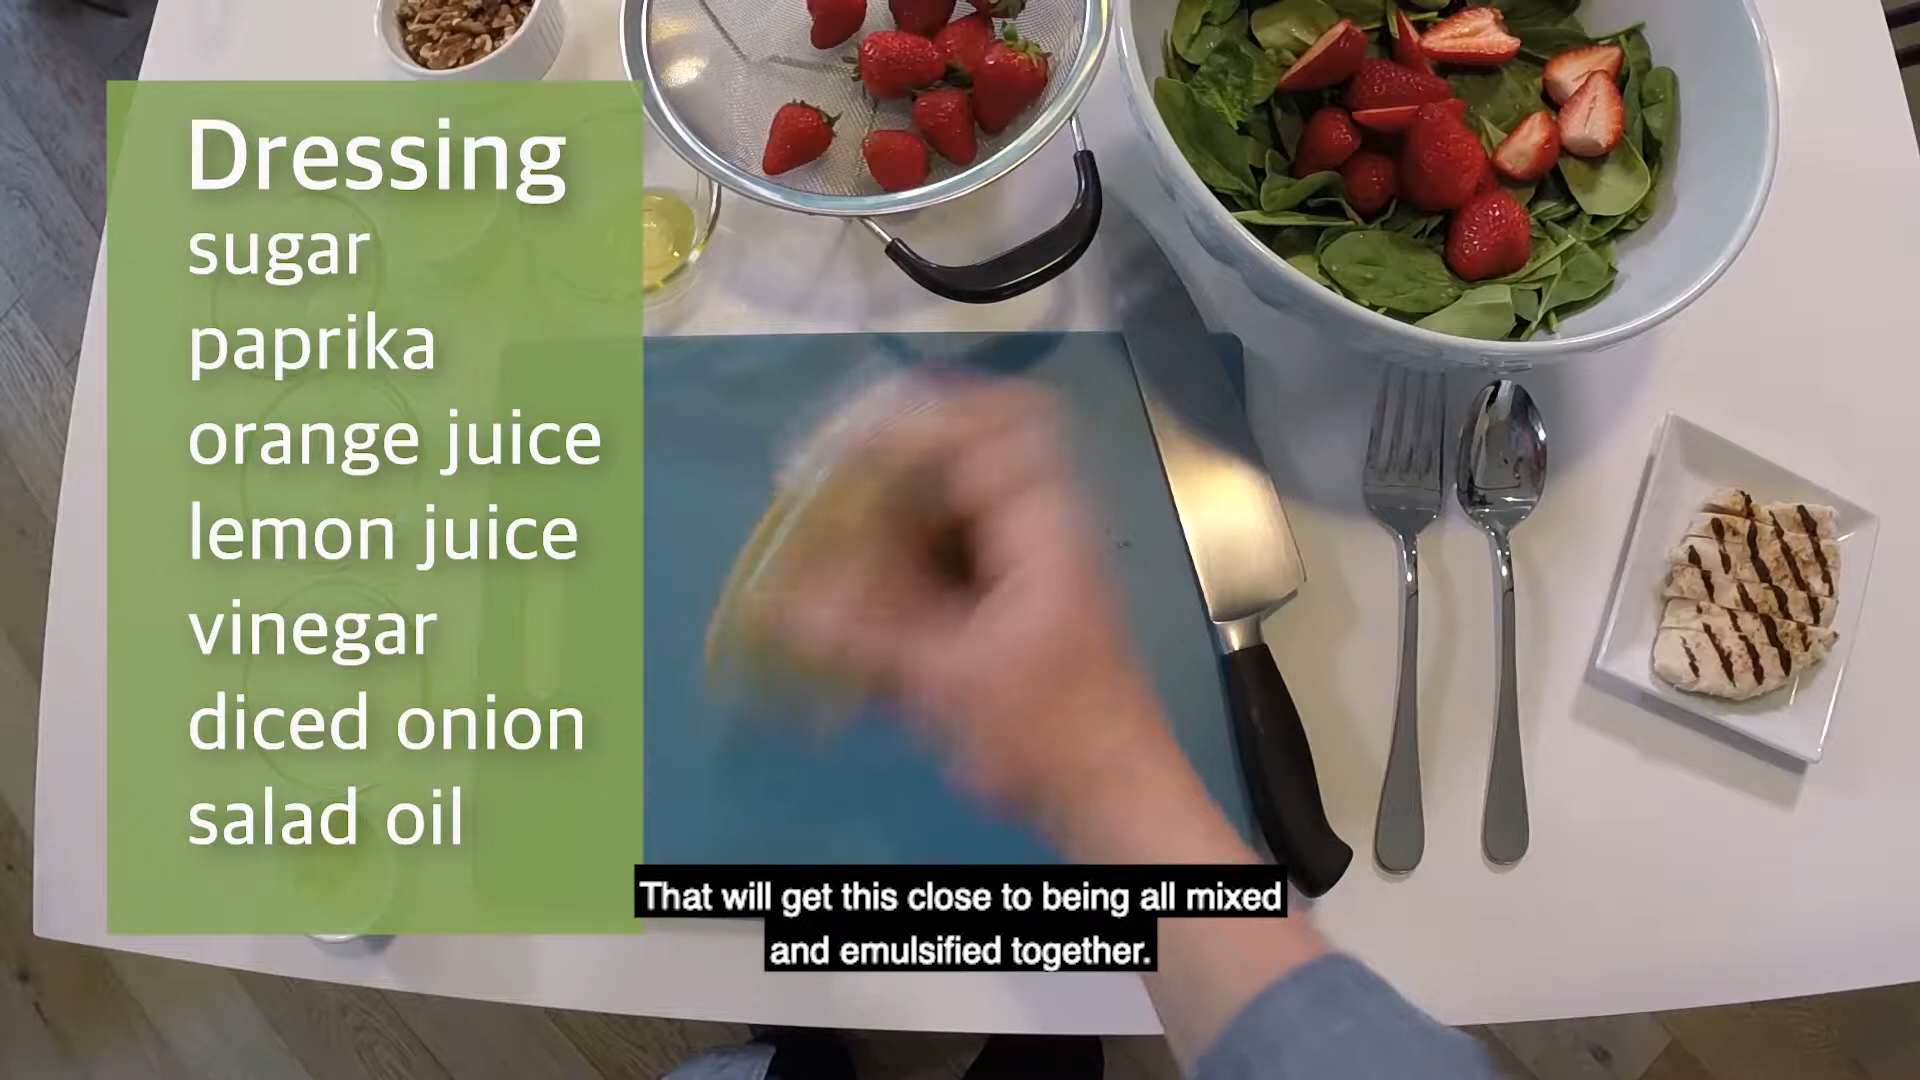 Dressing
sugar
paprika
orange juice
lemon juice
vinegar
diced onion
salad oil
That will get this close to being all mixed
and emulsified together.